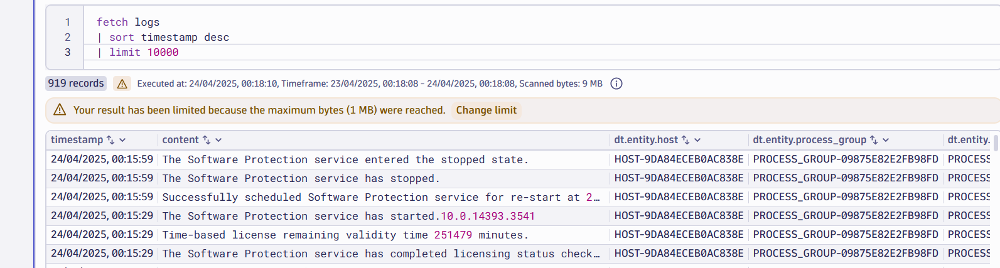 1 fetch logs
2 | sort timestamp desc
3 | limit 10000
919 records Executed at: 24/04/2025, 00:18:10, Timeframe: 23/04/2025, 00:18:08 - 24/04/2025, 00:18:08, Scanned bytes: 9 MB
Your result has been limited because the maximum bytes (1 MB) were reached. Change limit
timestamp content dt.entity.host dt.entity.process_group dt.entity.
24/04/2025, 00:15:59 The Software Protection service entered the stopped state. HOST-9DA84ECEB0AC838E PROCESS_GROUP-09875E82E2FB98FD PROCESS
24/04/2025, 00:15:59 The Software Protection service has stopped. HOST-9DA84ECEB0AC838E PROCESS_GROUP-09875E82E2FB98FD PROCESS
24/04/2025, 00:15:59 Successfully scheduled Software Protection service for re-start at 2… HOST-9DA84ECEB0AC838E PROCESS_GROUP-09875E82E2FB98FD PROCESS
24/04/2025, 00:15:29 The Software Protection service has started.10.0.14393.3541 HOST-9DA84ECEB0AC838E PROCESS_GROUP-09875E82E2FB98FD PROCESS
24/04/2025, 00:15:29 Time-based license remaining validity time 251479 minutes. HOST-9DA84ECEB0AC838E PROCESS_GROUP-09875E82E2FB98FD PROCESS
24/04/2025, 00:15:29 The Software Protection service has completed licensing status check… HOST-9DA84ECEB0AC838E PROCESS_GROUP-09875E82E2FB98FD PROCESS